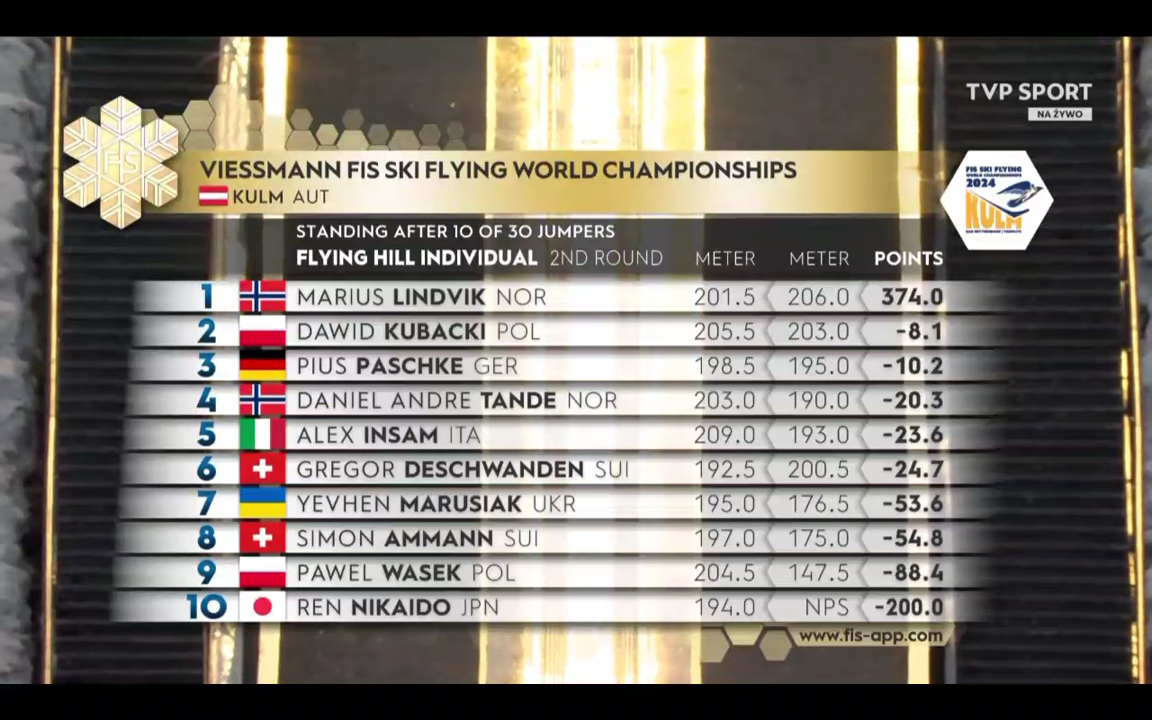 TVP SPORT
NA ŻYWO
FIS
VIESSMANN FIS SKI FLYING WORLD CHAMPIONSHIPS
KULM AUT
FIS SKI FLYING
WORLD CHAMPIONSHIPS
2024
KULM
STANDING AFTER 10 OF 30 JUMPERS
FLYING HILL INDIVIDUAL 2ND ROUND METER METER POINTS
1 MARIUS LINDVIK NOR 201.5 206.0 374.0
2 DAWID KUBACKI POL 205.5 203.0 -8.1
3 PIUS PASCHKE GER 198.5 195.0 -10.2
4 DANIEL ANDRE TANDE NOR 203.0 190.0 -20.3
5 ALEX INSAM ITA 209.0 193.0 -23.6
6 GREGOR DESCHWANDEN SUI 192.5 200.5 -24.7
7 YEVHEN MARUSIAK UKR 195.0 176.5 -53.6
8 SIMON AMMANN SUI 197.0 175.0 -54.8
9 PAWEL WASEK POL 204.5 147.5 -88.4
10 REN NIKAIDO JPN 194.0 NPS -200.0
www.fis-app.com